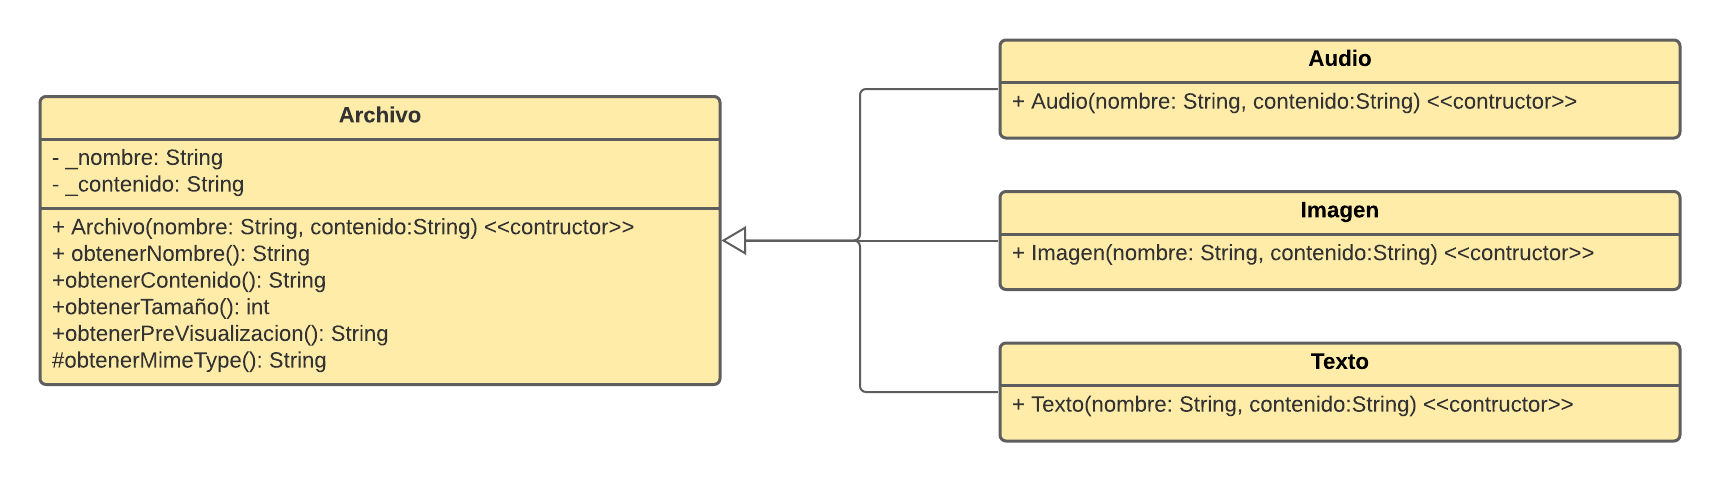 Archivo
- _nombre: String
- _contenido: String
+ Archivo(nombre: String, contenido:String) <<contructor>>
+ obtenerNombre(): String
+obtenerContenido(): String
+obtenerTamaño(): int
+obtenerPreVisualizacion(): String
#obtenerMimeType(): String
Audio
+ Audio(nombre: String, contenido:String) <<contructor>>
Imagen
+ Imagen(nombre: String, contenido:String) <<contructor>>
Texto
+ Texto(nombre: String, contenido:String) <<contructor>>